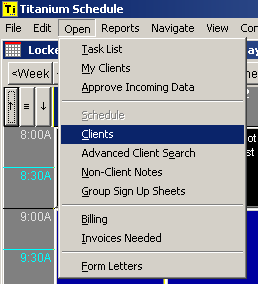 Titanium Schedule
File Edit Open Reports Navigate View
Locke
<Week
Task List
My Clients
Approve Incoming Data
Schedule
Clients
Advanced Client Search
Non-Client Notes
Group Sign Up Sheets
Billing
Invoices Needed
Form Letters
8:00A
8:30A
9:00A
9:30A